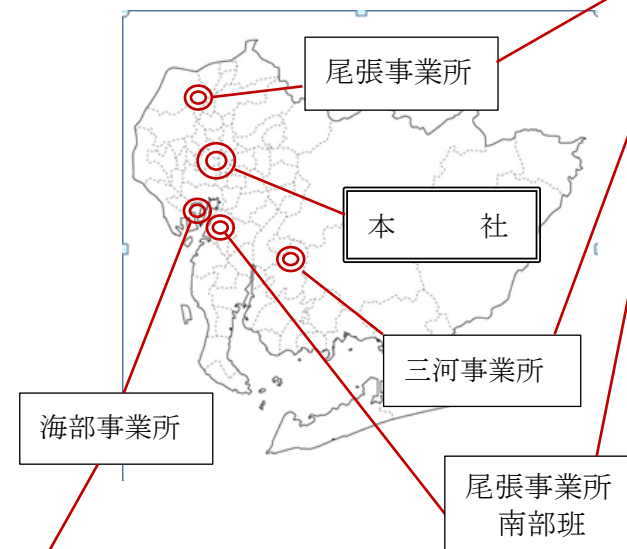 尾張事業所
本　　社
三河事業所
海部事業所
尾張事業所
南部班